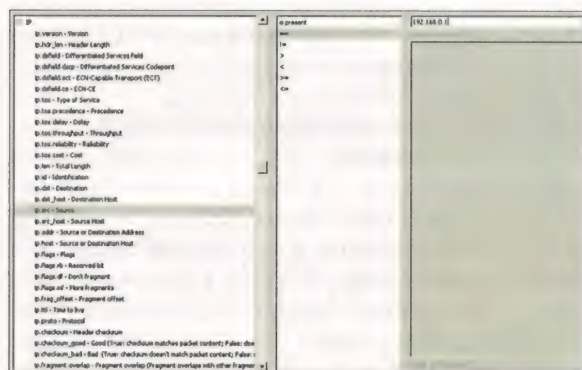 IP
ip.version - Version
ip.hdr_len - Header Length
ip.dsfield - Differentiated Services field
ip.dsfield.dscp - Differentiated Services Codepoint
ip.dsfield.ect - ECN-Capable Transport (ECT)
ip.dsfield.ce - ECN-CE
ip.tos - Type of Service
ip.tos.precedence - Precedence
ip.tos.delay - Delay
ip.tos.throughput - Throughput
ip.tos.reliability - Reliability
ip.tos.cost - Cost
ip.len - Total Length
ip.id - Identification
ip.dst - Destination
ip.dst_host - Destination Host
ip.src - Source
ip.src_host - Source Host
ip.addr - Source or Destination Address
ip.host - Source or Destination Host
ip.flags - Flags
ip.flags.rb - Reserved bit
ip.flags.df - Don't fragment
ip.flags.mf - More fragments
ip.frag_offset - Fragment offset
ip.ttl - Time to live
ip.proto - Protocol
ip.checksum - Header checksum
ip.checksum_good - Good (True: checksum matches packet content; False: doe
ip.checksum_bad - Bad (True: checksum doesn't match packet content; False:
ip.fragment.overlap - Fragment overlap (Fragment overlaps with other fragmer
is present
==
!=
>
<
>=
<=
192.168.0.1